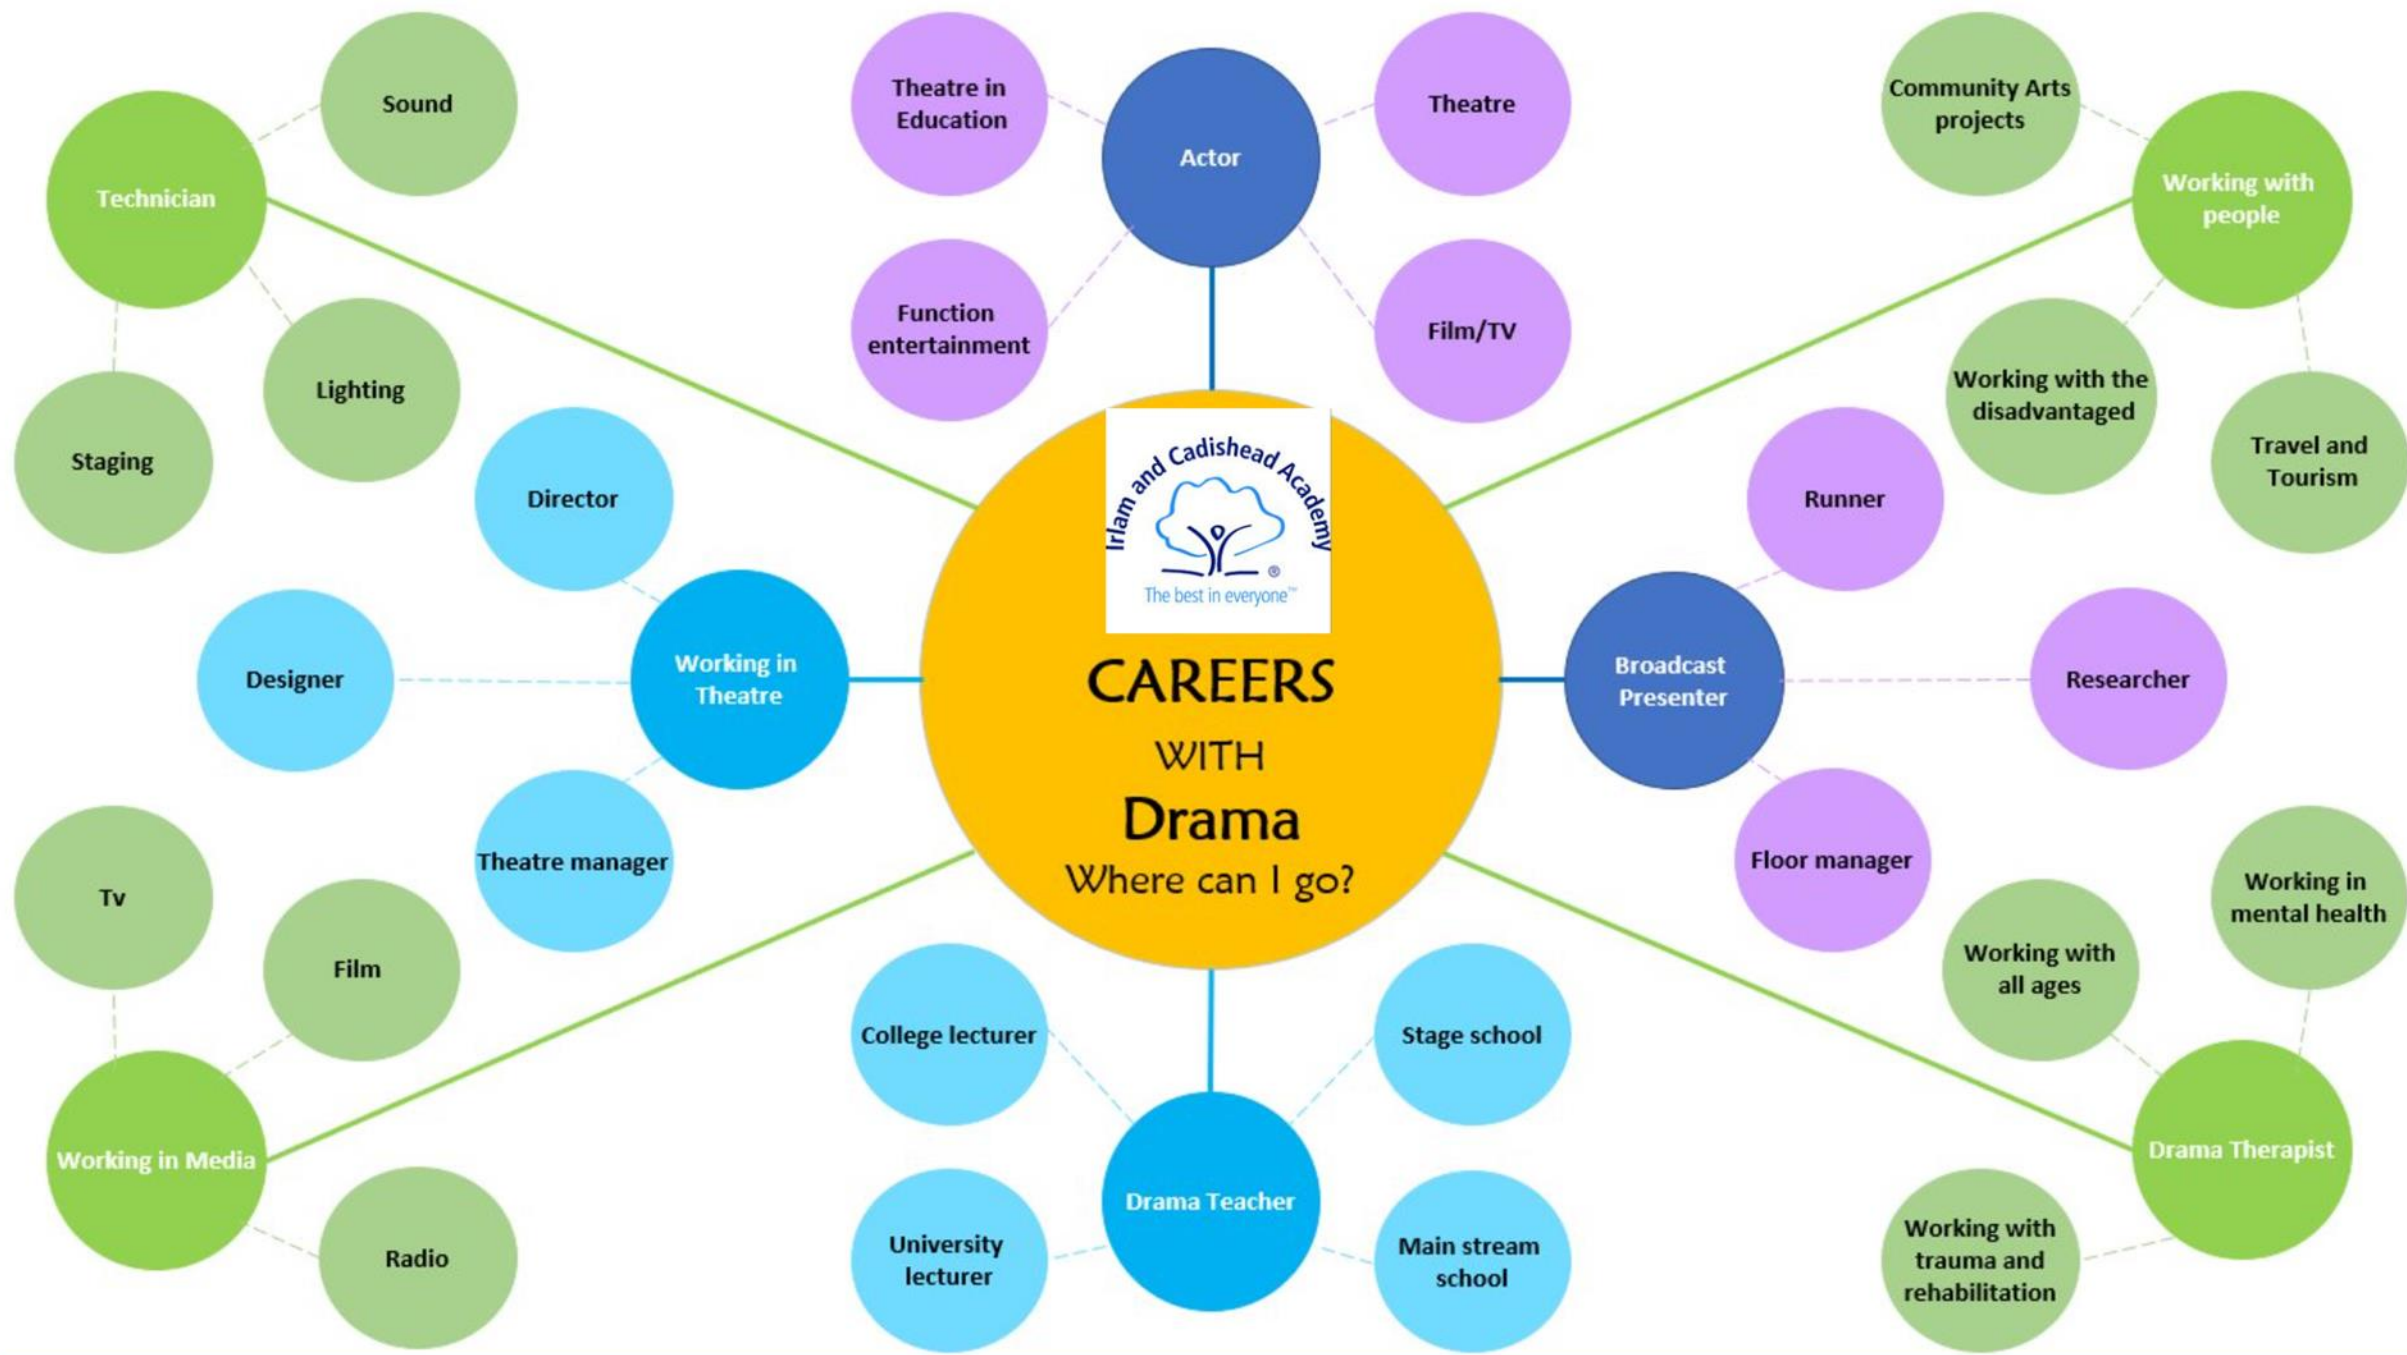 Technician
Sound
Lighting
Staging
Theatre in
Education
Actor
Theatre
Function
entertainment
Film/TV
Community Arts
projects
Working with
people
Working with the
disadvantaged
Travel and
Tourism
Director
Designer
Working in
Theatre
Theatre manager
Irlam and Cadishead Academy
®
The best in everyone™
CAREERS
WITH
Drama
Where can I go?
Runner
Broadcast
Presenter
Researcher
Floor manager
Tv
Film
Working in Media
Radio
College lecturer
Stage school
Drama Teacher
University
lecturer
Main stream
school
Working in
mental health
Working with
all ages
Drama Therapist
Working with
trauma and
rehabilitation